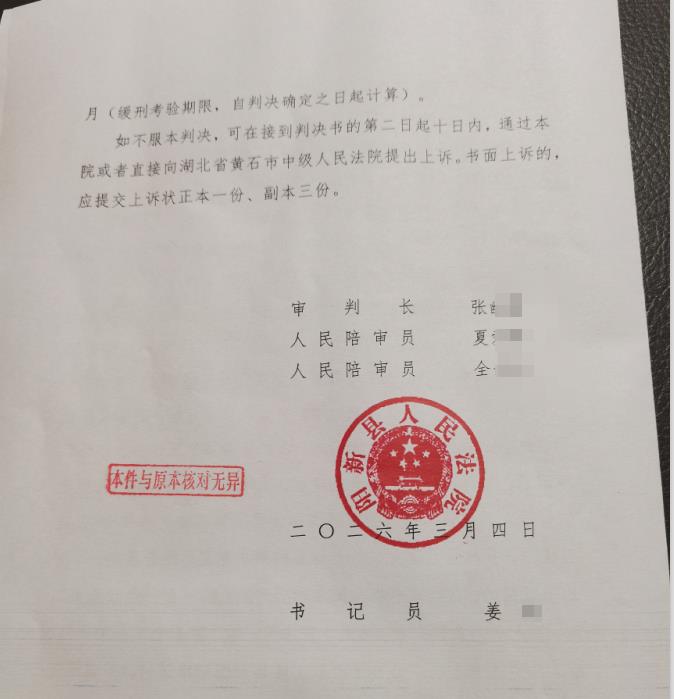 月（缓刑考验期限，自判决确定之日起计算）。
如不服本判决，可在接到判决书的第二日起十日内，通过本
院或者直接向湖北省黄石市中级人民法院提出上诉。书面上诉的，
应提交上诉状正本一份、副本三份。
审 判 长 张
人 民 陪 审 员 夏
人 民 陪 审 员 全
阳新县人民法院
本件与原本核对无异
二〇二六年三月四日
书 记 员 姜